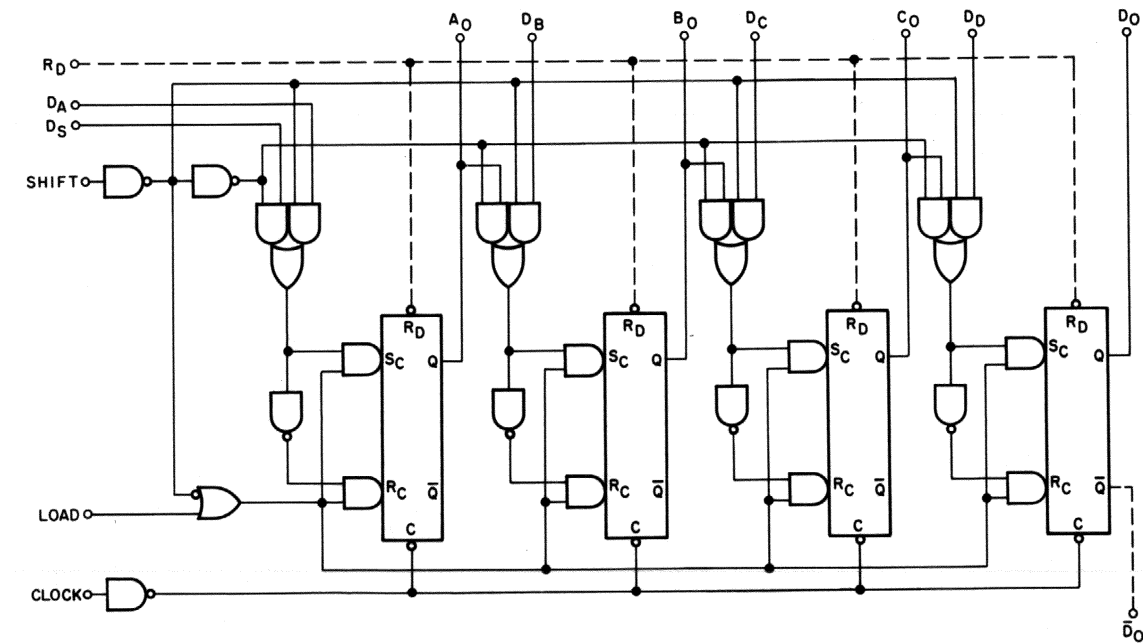 AO DB BO DC CO DD DO
RD
DA
DS
SHIFT
RD RD RD RD
SC Q SC Q SC Q SC Q
RC Q̅ RC Q̅ RC Q̅ RC Q̅
LOAD
C C C C
CLOCK
D̅O